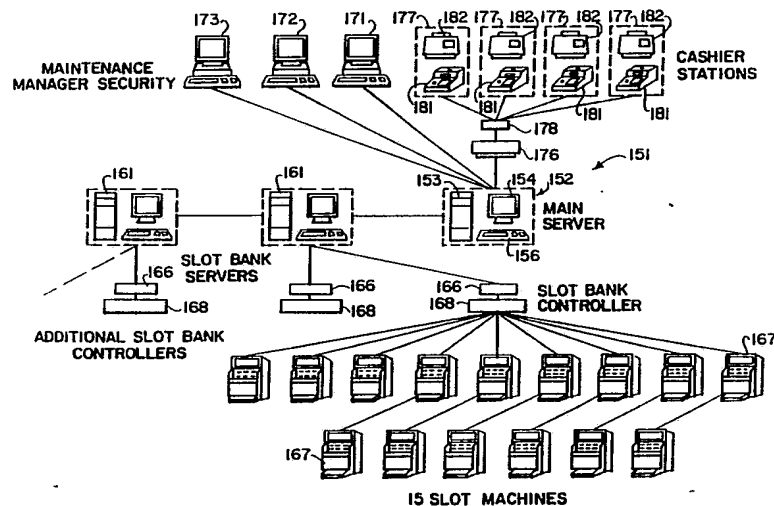 173
172
171
177 182 177 182 177 182 177 182
MAINTENANCE
MANAGER SECURITY
CASHIER
STATIONS
181 181 181 181
178
176
151
161
161
153
154
152
MAIN
SERVER
156
SLOT BANK
SERVERS
166
168
166
168
166
168
SLOT BANK
CONTROLLER
ADDITIONAL SLOT BANK
CONTROLLERS
167
167
15 SLOT MACHINES